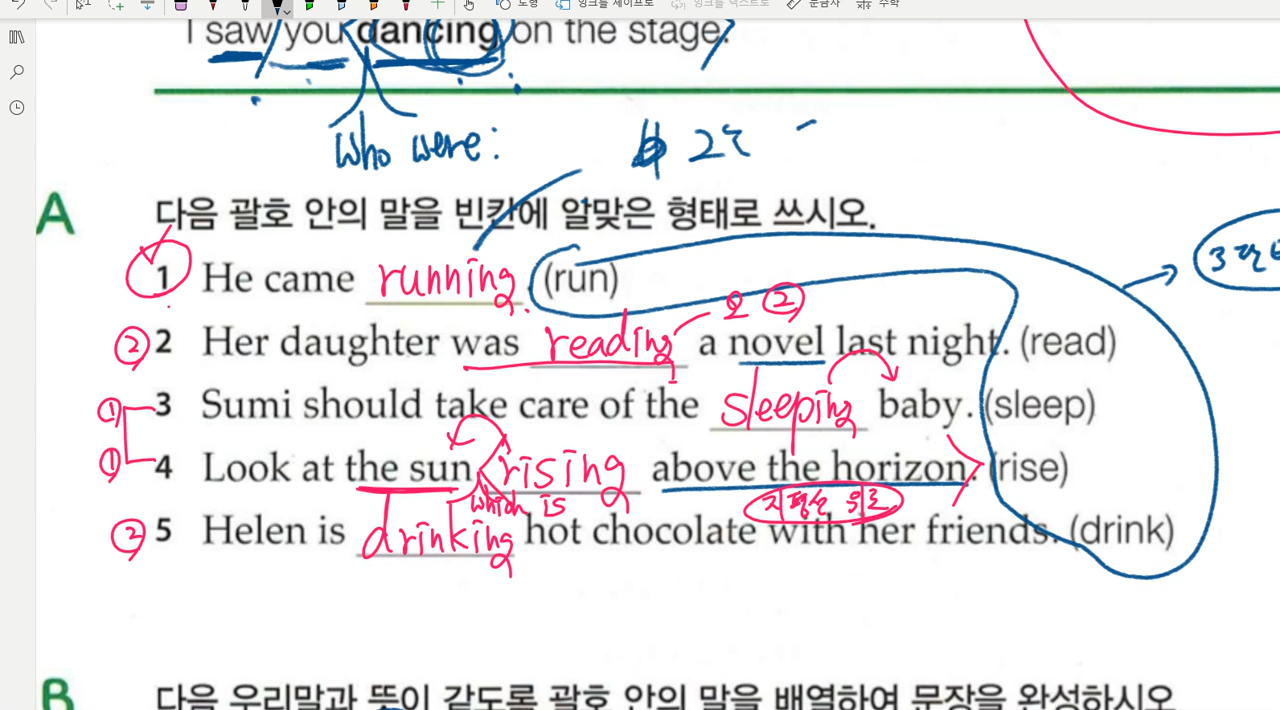 I saw you dancing on the stage.
who were:
A 다음 괄호 안의 말을 빈칸에 알맞은 형태로 쓰시오.
1 He came running. (run)
② 2 Her daughter was reading a novel last night. (read)
① 3 Sumi should take care of the sleeping baby. (sleep)
① 4 Look at the sun rising above the horizon. (rise)
which is
지평선 위로
② 5 Helen is drinking hot chocolate with her friends. (drink)
B 다음 우리말과 뜻이 같도록 괄호 안의 말을 배열하여 문장을 완성하시오